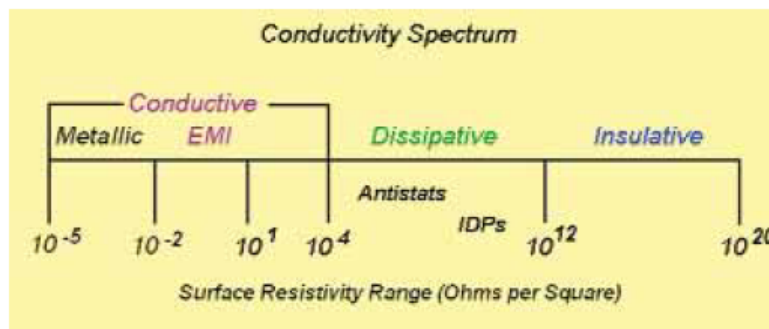 Conductivity Spectrum
Conductive
Metallic EMI Dissipative Insulative
Antistats
IDPs
10⁻⁵ 10⁻² 10¹ 10⁴ 10¹² 10²⁰
Surface Resistivity Range (Ohms per Square)